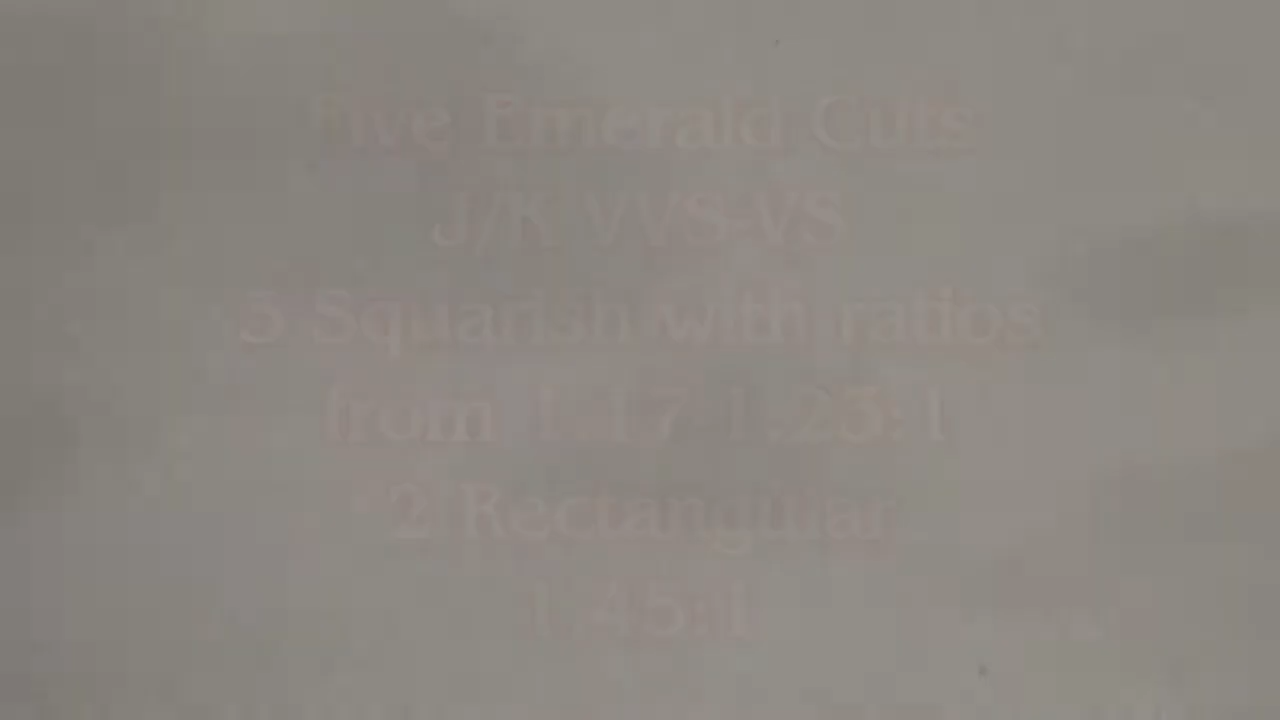 Five Emerald Cuts
J/K VVS-VS
3 Squarish with ratios
from 1.17-1.23:1
2 Rectangular
1.45:1